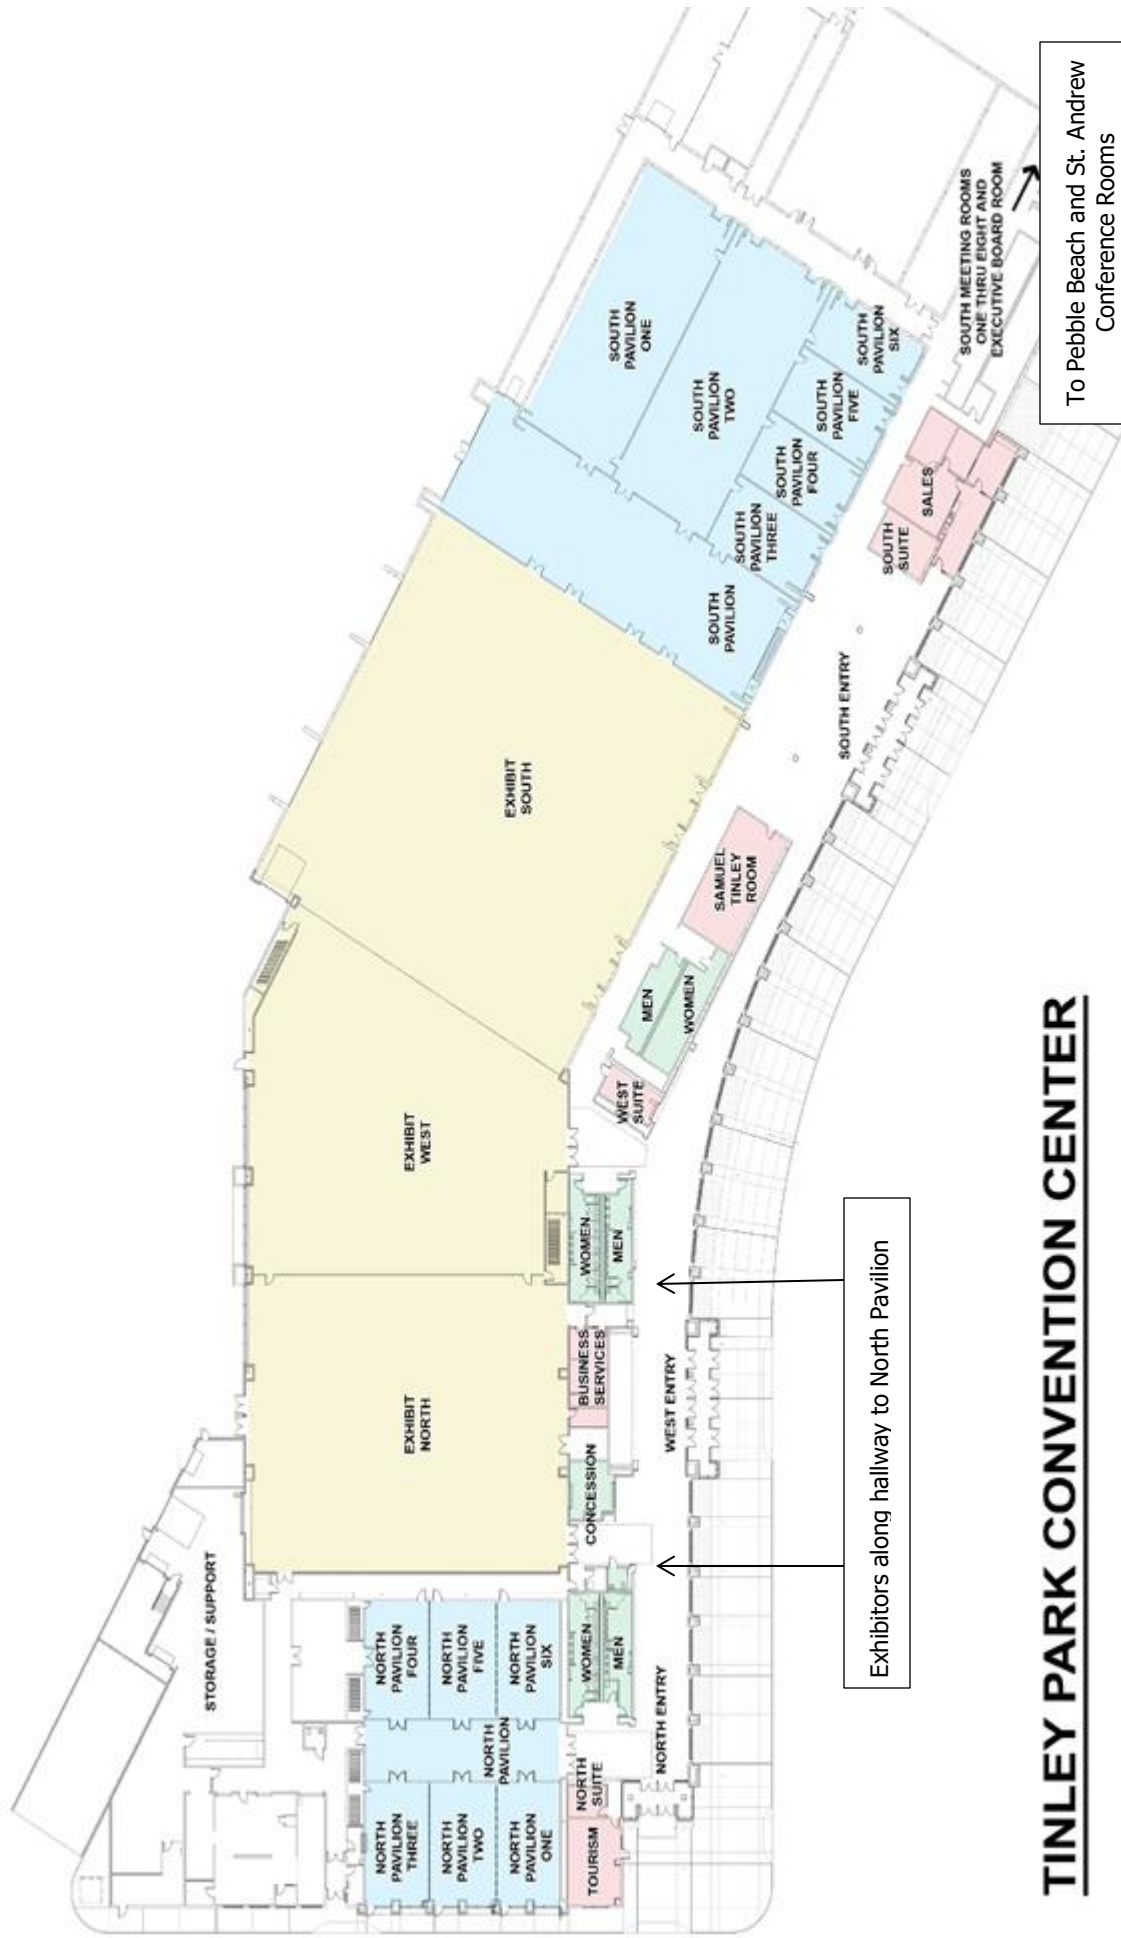 To Pebble Beach and St. Andrew
Conference Rooms
SOUTH MEETING ROOMS
ONE THRU EIGHT AND
EXECUTIVE BOARD ROOM
SOUTH
PAVILION
ONE
SOUTH
PAVILION
TWO
SOUTH
PAVILION
SIX
SOUTH
PAVILION
FIVE
SOUTH
PAVILION
FOUR
SOUTH
PAVILION
THREE
SOUTH
PAVILION
SALES
SOUTH
SUITE
SOUTH ENTRY
EXHIBIT
SOUTH
SAMUEL
TINLEY
ROOM
MEN
WOMEN
WEST
SUITE
EXHIBIT
WEST
WOMEN
MEN
BUSINESS
SERVICES
WEST ENTRY
EXHIBIT
NORTH
CONCESSION
Exhibitors along hallway to North Pavilion
STORAGE / SUPPORT
NORTH
PAVILION
FOUR
NORTH
PAVILION
FIVE
NORTH
PAVILION
SIX
WOMEN
MEN
NORTH
PAVILION
NORTH ENTRY
NORTH
SUITE
NORTH
PAVILION
THREE
NORTH
PAVILION
TWO
NORTH
PAVILION
ONE
TOURISM
TINLEY PARK CONVENTION CENTER